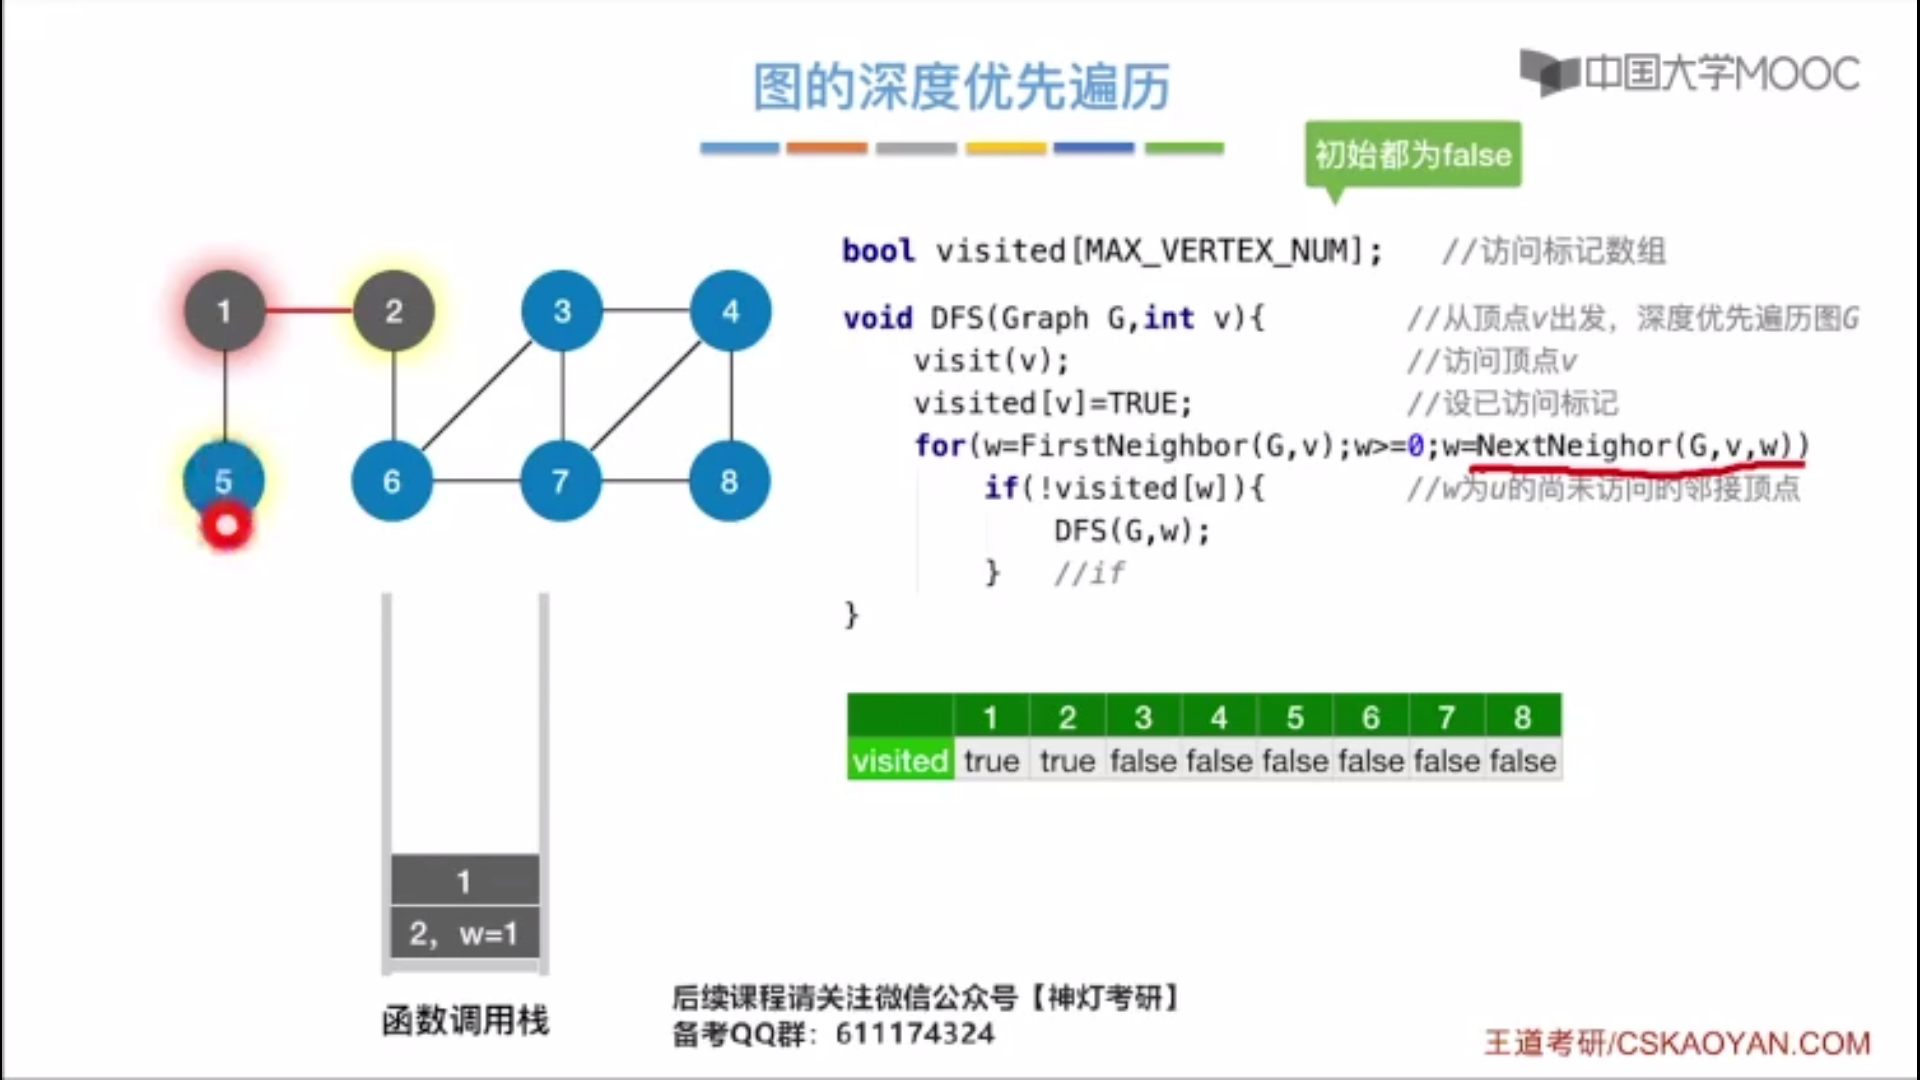 图的深度优先遍历
中国大学MOOC
初始都为false
bool visited[MAX_VERTEX_NUM]; //访问标记数组
void DFS(Graph G,int v){ //从顶点v出发，深度优先遍历图G
visit(v); //访问顶点v
visited[v]=TRUE; //设已访问标记
for(w=FirstNeighbor(G,v);w>=0;w=NextNeighor(G,v,w))
if(!visited[w]){ //w为u的尚未访问的邻接顶点
DFS(G,w);
} //if
}
1 2 3 4
5 6 7 8
1 2 3 4 5 6 7 8
visited true true false false false false false false
1
2, w=1
函数调用栈
后续课程请关注微信公众号【神灯考研】
备考QQ群：611174324
王道考研/CSKAOYAN.COM